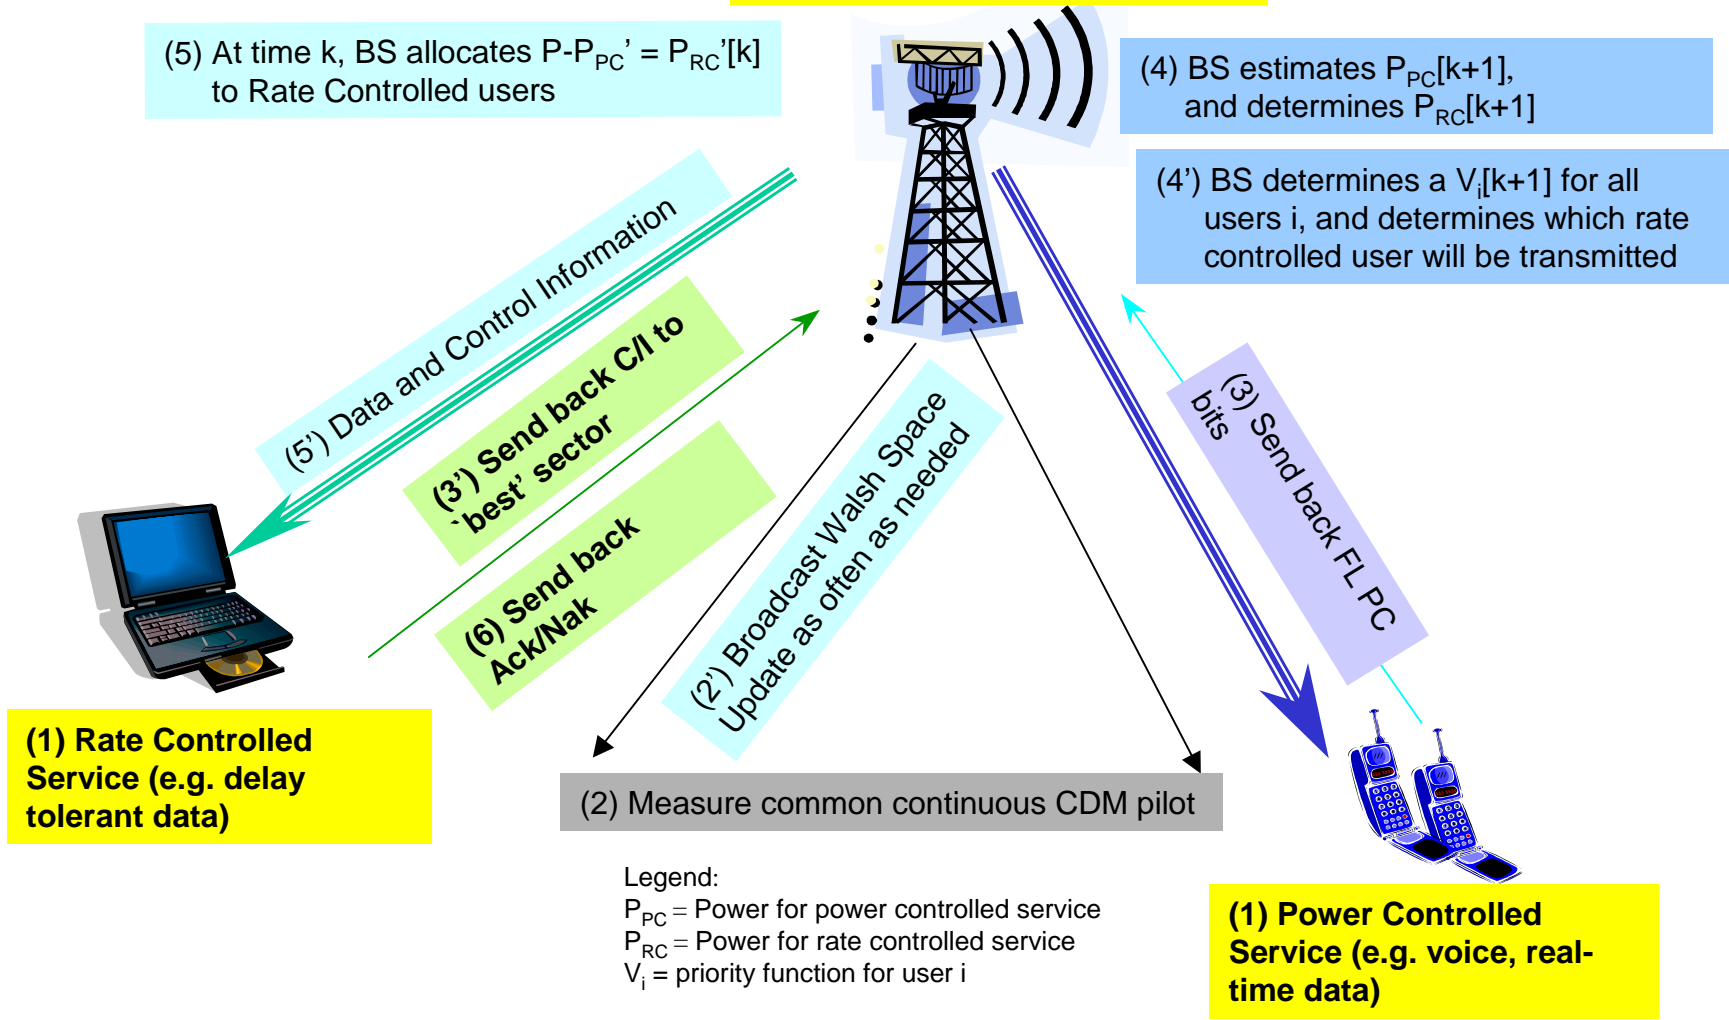 (5) At time k, BS allocates P-P_PC' = P_RC'[k]
to Rate Controlled users
(4) BS estimates P_PC[k+1],
and determines P_RC[k+1]
(4') BS determines a V_i[k+1] for all
users i, and determines which rate
controlled user will be transmitted
(5') Data and Control Information
(3') Send back C/I to
`best' sector
(6) Send back
Ack/Nak
(2') Broadcast Walsh Space
Update as often as needed
(3) Send back FL PC
bits
(1) Rate Controlled
Service (e.g. delay
tolerant data)
(2) Measure common continuous CDM pilot
Legend:
P_PC = Power for power controlled service
P_RC = Power for rate controlled service
V_i = priority function for user i
(1) Power Controlled
Service (e.g. voice, real-
time data)